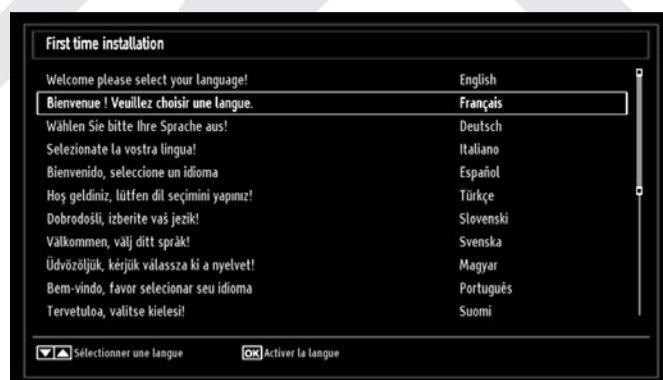 First time installation
Welcome please select your language! English
Bienvenue ! Veuillez choisir une langue. Français
Wählen Sie bitte Ihre Sprache aus! Deutsch
Selezionate la vostra lingua! Italiano
Bienvenido, seleccione un idioma Español
Hoş geldiniz, lütfen dil seçimini yapınız! Türkçe
Dobrodošli, izberite vaš jezik! Slovenski
Välkommen, välj ditt språk! Svenska
Üdvözöljük, kérjük válassza ki a nyelvet! Magyar
Bem-vindo, favor selecionar seu idioma Português
Tervetuloa, valitse kielesi! Suomi
Sélectionner une langue OK Activer la langue